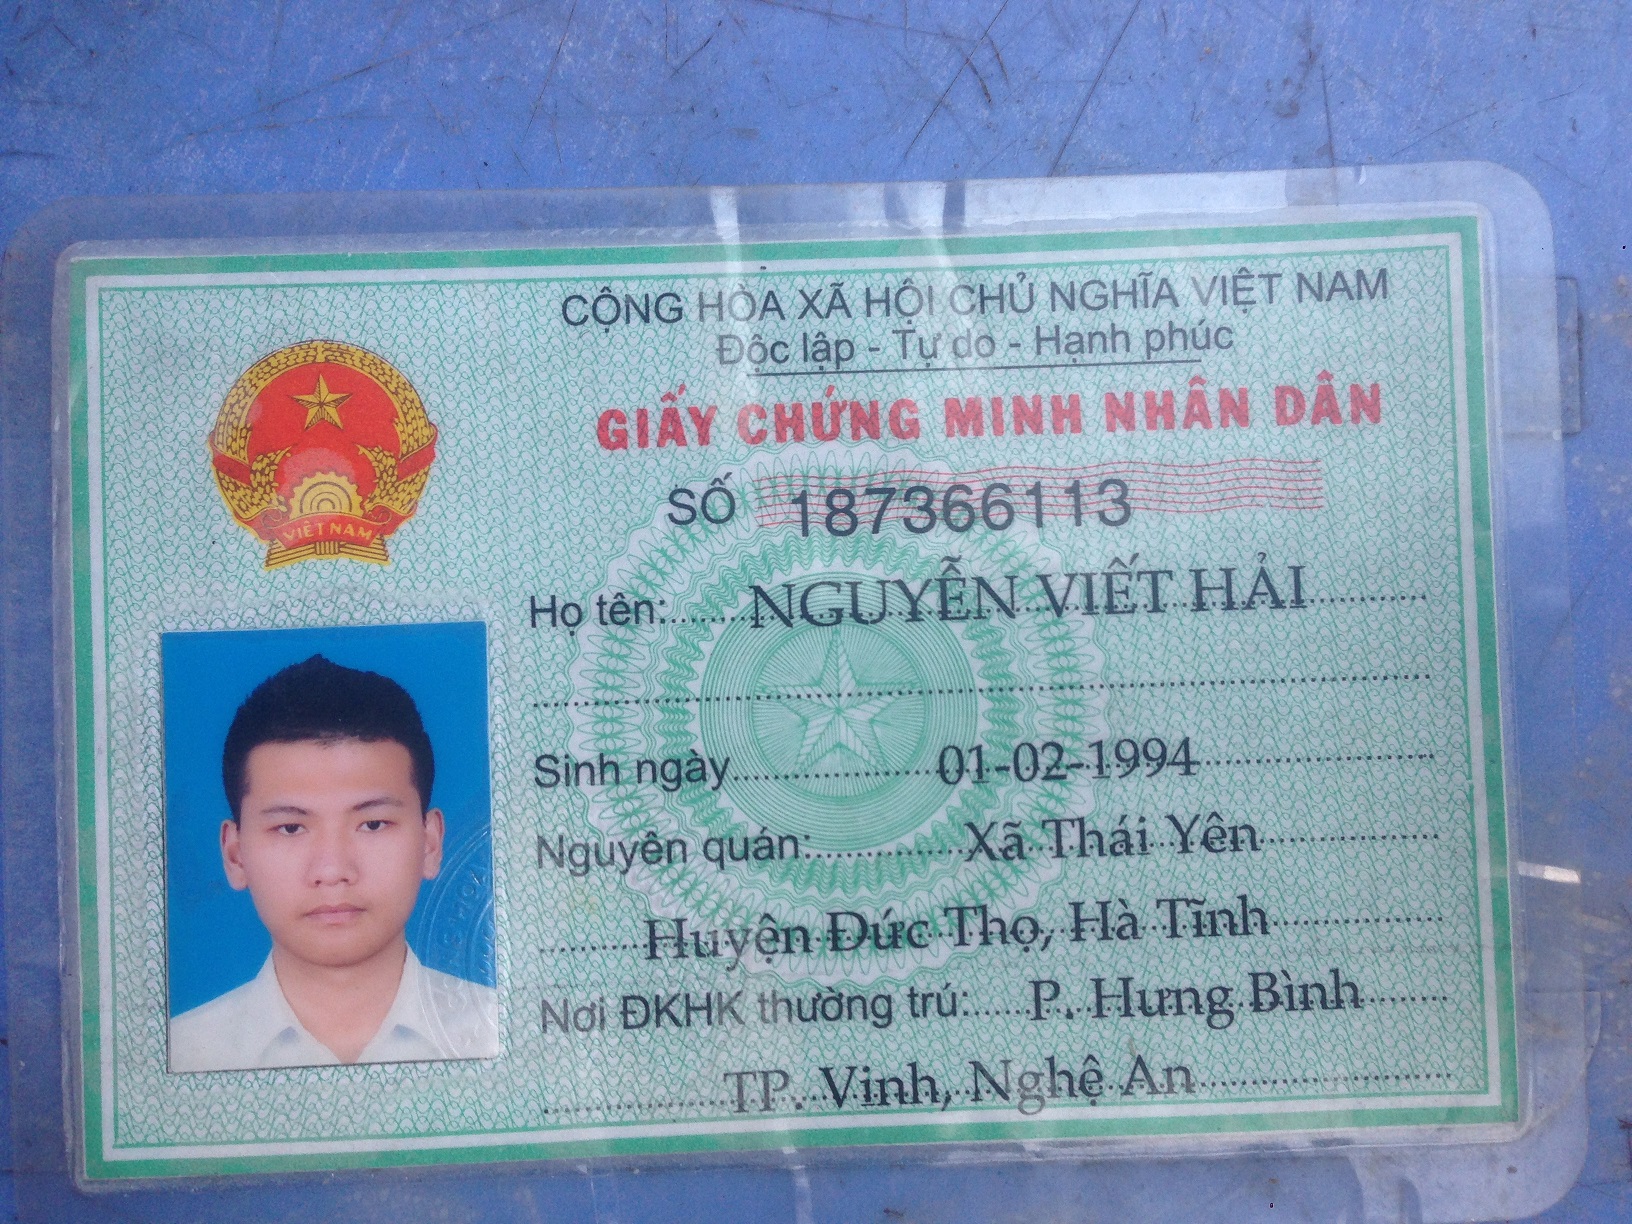 CỘNG HÒA XÃ HỘI CHỦ NGHĨA VIỆT NAM
Độc lập - Tự do - Hạnh phúc
GIẤY CHỨNG MINH NHÂN DÂN
SỐ 187366113
VIỆT NAM
Họ tên: NGUYỄN VIẾT HẢI
Sinh ngày 01-02-1994
Nguyên quán: Xã Thái Yên
Huyện Đức Thọ, Hà Tĩnh
Nơi ĐKHK thường trú: P. Hưng Bình
TP. Vinh, Nghệ An